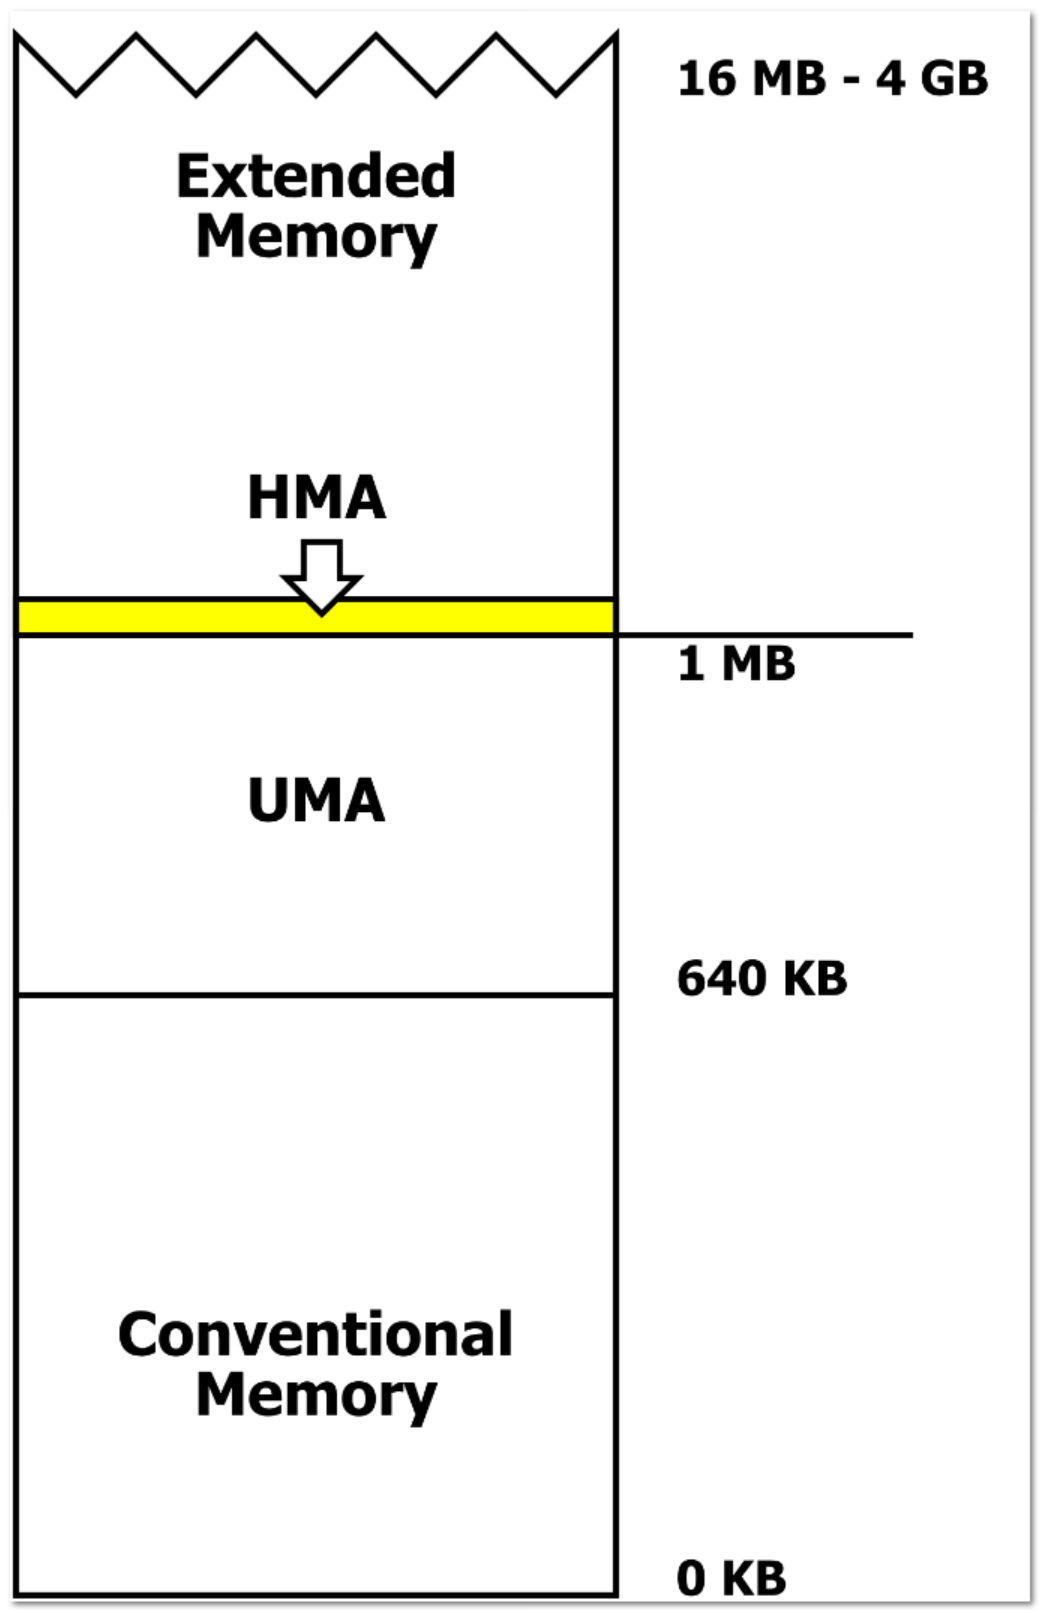 16 MB - 4 GB
Extended
Memory
HMA
1 MB
UMA
640 KB
Conventional
Memory
0 KB